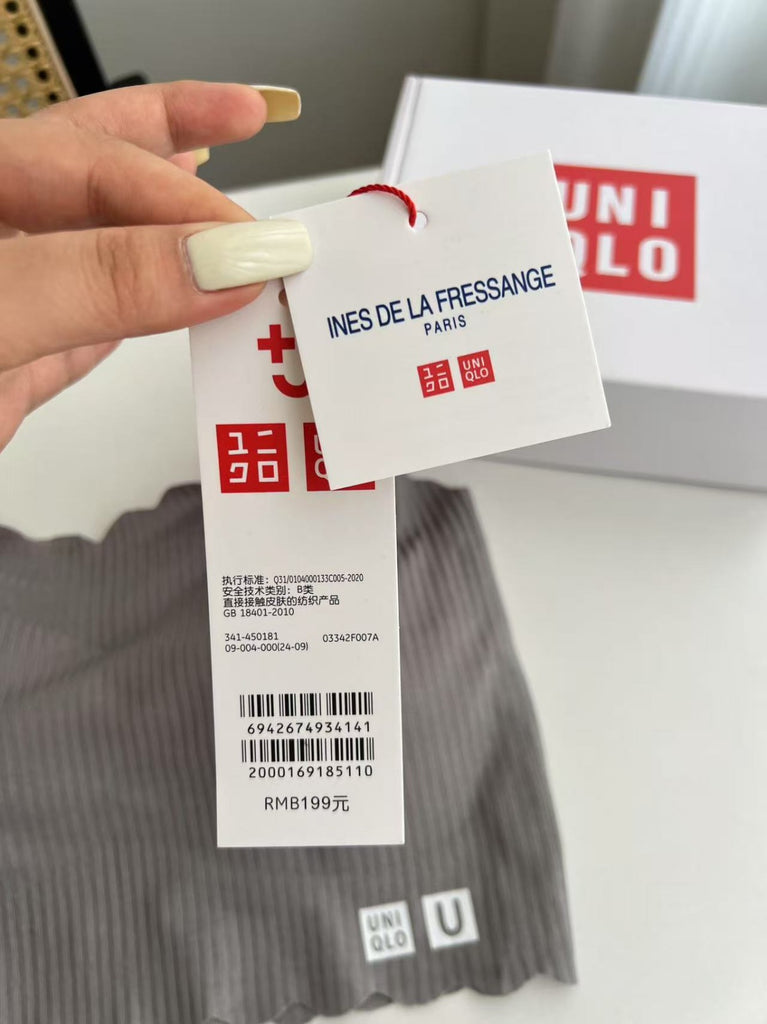 UNI
QLO
INES DE LA FRESSANGE
PARIS
ユニ
クロ
UNI
QLO
ユニ
クロ
执行标准：Q31/0104000133C005-2020
安全技术类别：B类
直接接触皮肤的纺织产品
GB 18401-2010
341-450181 03342F007A
09-004-000(24-09)
6942674934141
2000169185110
RMB199元
UNI
QLO
U